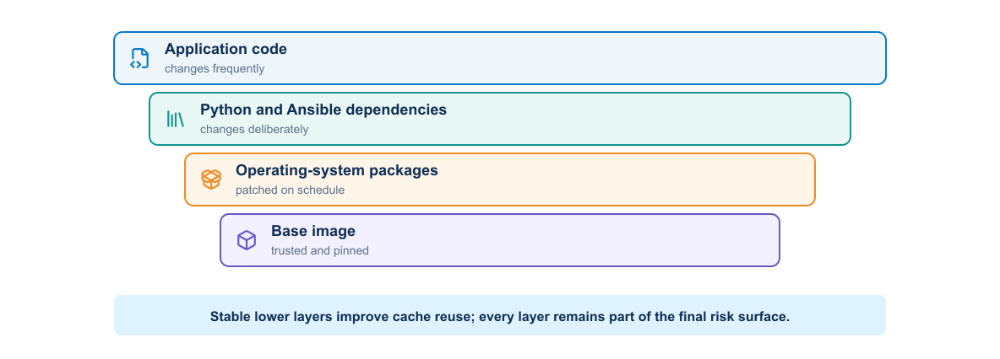 Application code
changes frequently
Python and Ansible dependencies
changes deliberately
Operating-system packages
patched on schedule
Base image
trusted and pinned
Stable lower layers improve cache reuse; every layer remains part of the final risk surface.